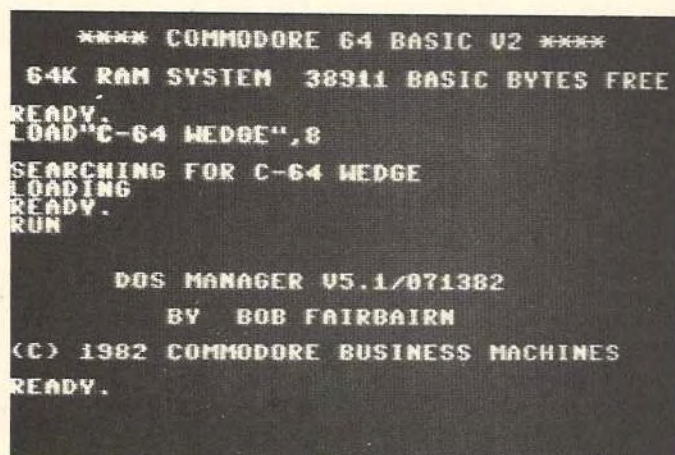 **** COMMODORE 64 BASIC V2 ****
64K RAM SYSTEM 38911 BASIC BYTES FREE
READY.
LOAD"C-64 WEDGE",8
SEARCHING FOR C-64 WEDGE
LOADING
READY.
RUN
DOS MANAGER V5.1/071382
BY BOB FAIRBAIRN
(C) 1982 COMMODORE BUSINESS MACHINES
READY.